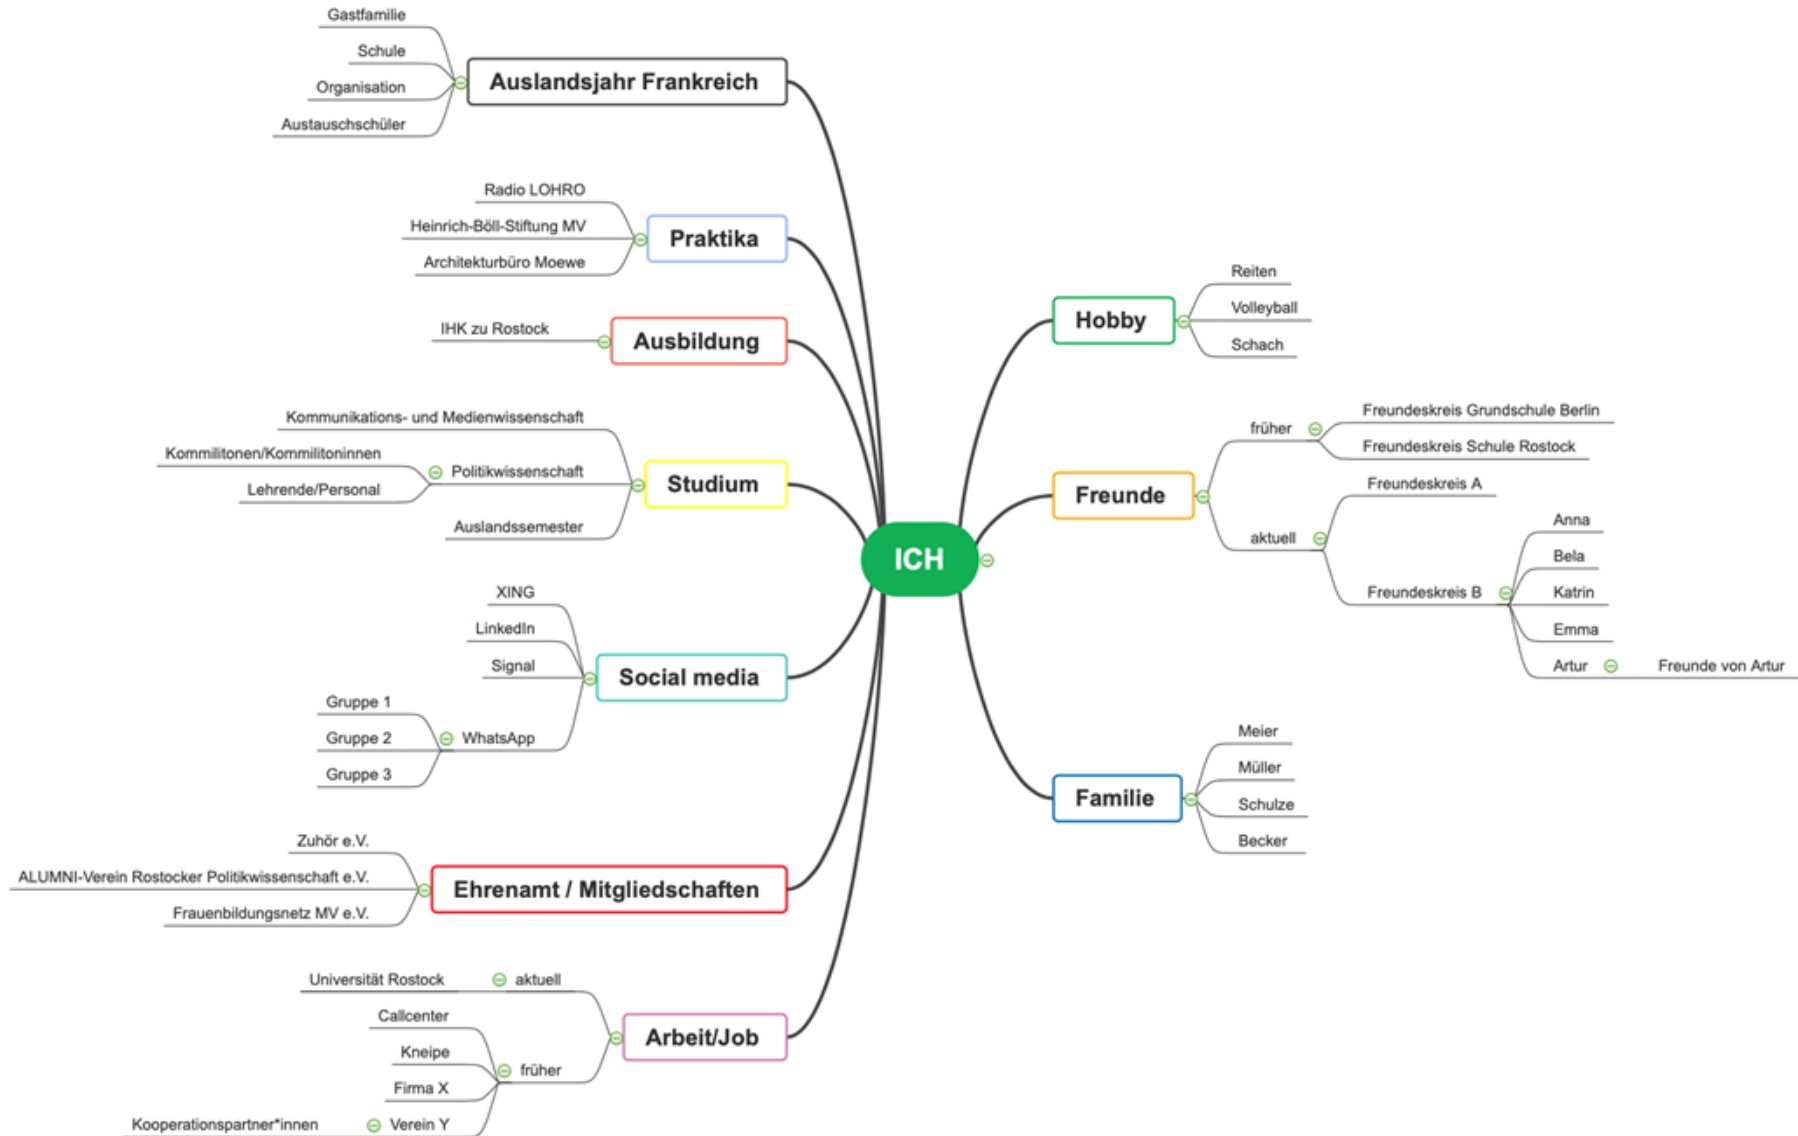 Gastfamilie
Schule
Organisation
Austauschschüler
Auslandsjahr Frankreich
Radio LOHRO
Heinrich-Böll-Stiftung MV
Architekturbüro Moewe
Praktika
IHK zu Rostock
Ausbildung
Kommunikations- und Medienwissenschaft
Kommilitonen/Kommilitoninnen
Lehrende/Personal
Politikwissenschaft
Auslandssemester
Studium
XING
LinkedIn
Signal
Gruppe 1
Gruppe 2
Gruppe 3
WhatsApp
Social media
Zuhör e.V.
ALUMNI-Verein Rostocker Politikwissenschaft e.V.
Frauenbildungsnetz MV e.V.
Ehrenamt / Mitgliedschaften
Universität Rostock
aktuell
Callcenter
Kneipe
Firma X
Kooperationspartner*innen
Verein Y
früher
Arbeit/Job
ICH
Hobby
Reiten
Volleyball
Schach
Freunde
früher
Freundeskreis Grundschule Berlin
Freundeskreis Schule Rostock
aktuell
Freundeskreis A
Freundeskreis B
Anna
Bela
Katrin
Emma
Artur
Freunde von Artur
Familie
Meier
Müller
Schulze
Becker